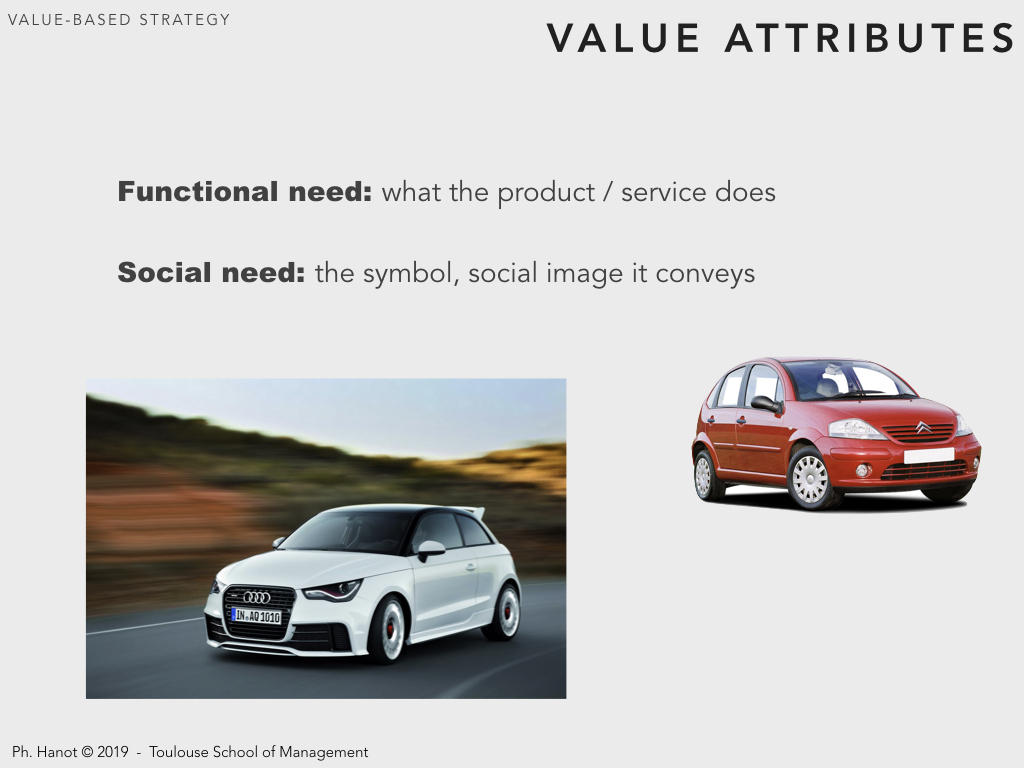 VALUE-BASED STRATEGY
VALUE ATTRIBUTES
Functional need: what the product / service does
Social need: the symbol, social image it conveys
IN AQ 1010
Ph. Hanot © 2019 - Toulouse School of Management